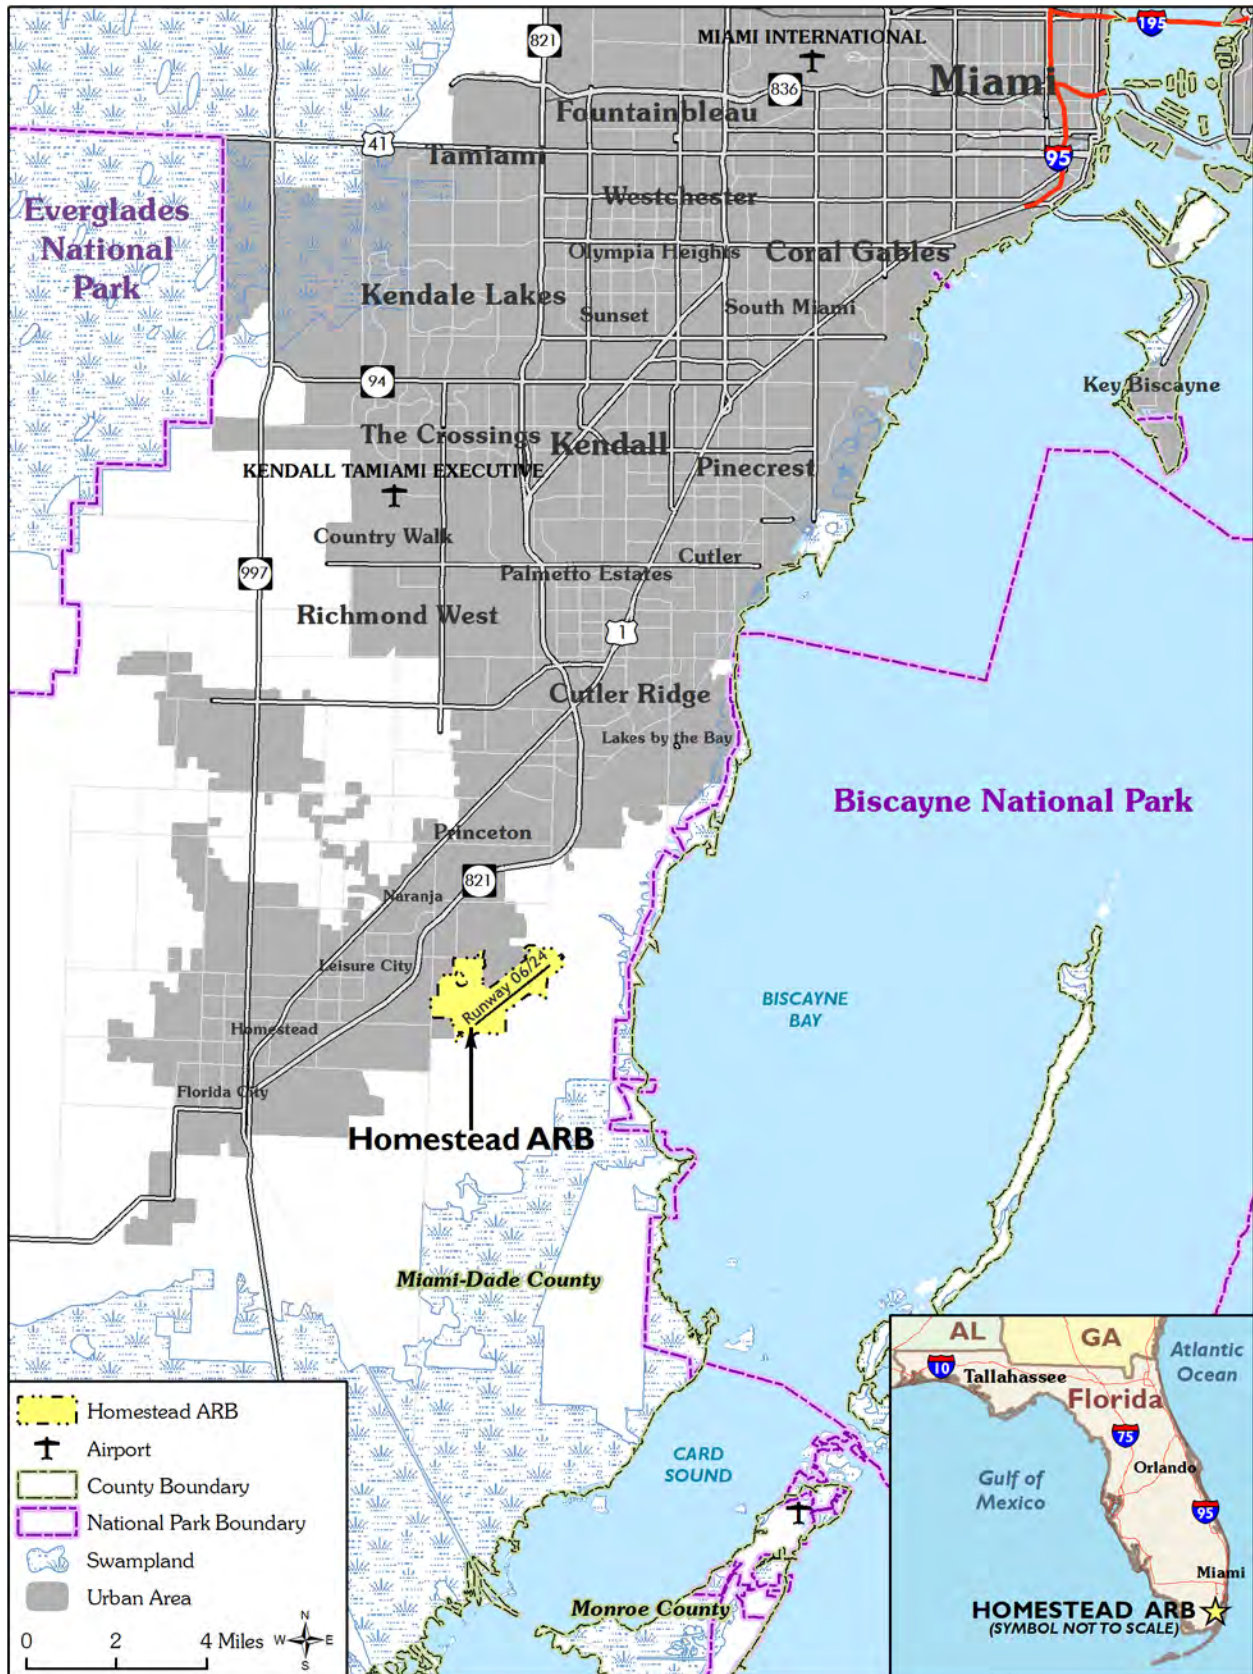 821
195
MIAMI INTERNATIONAL
836
Miami
Fountainbleau
41
Tamiami
95
Everglades
National
Park
Westchester
Olympia Heights
Coral Gables
Kendale Lakes
Sunset
South Miami
94
Key Biscayne
The Crossings
Kendall
KENDALL TAMIAMI EXECUTIVE
Pinecrest
Country Walk
Cutler
997
Palmetto Estates
Richmond West
1
Cutler Ridge
Lakes by the Bay
Biscayne National Park
Princeton
821
Naranja
Leisure City
Runway 06/24
BISCAYNE
BAY
Homestead
Florida City
Homestead ARB
Miami-Dade County
CARD
SOUND
Monroe County
Homestead ARB
Airport
County Boundary
National Park Boundary
Swampland
Urban Area
0 2 4 Miles
N
W E
S
AL
GA
Atlantic
Ocean
10
Tallahassee
Florida
75
Orlando
Gulf of
Mexico
95
Miami
HOMESTEAD ARB
(SYMBOL NOT TO SCALE)